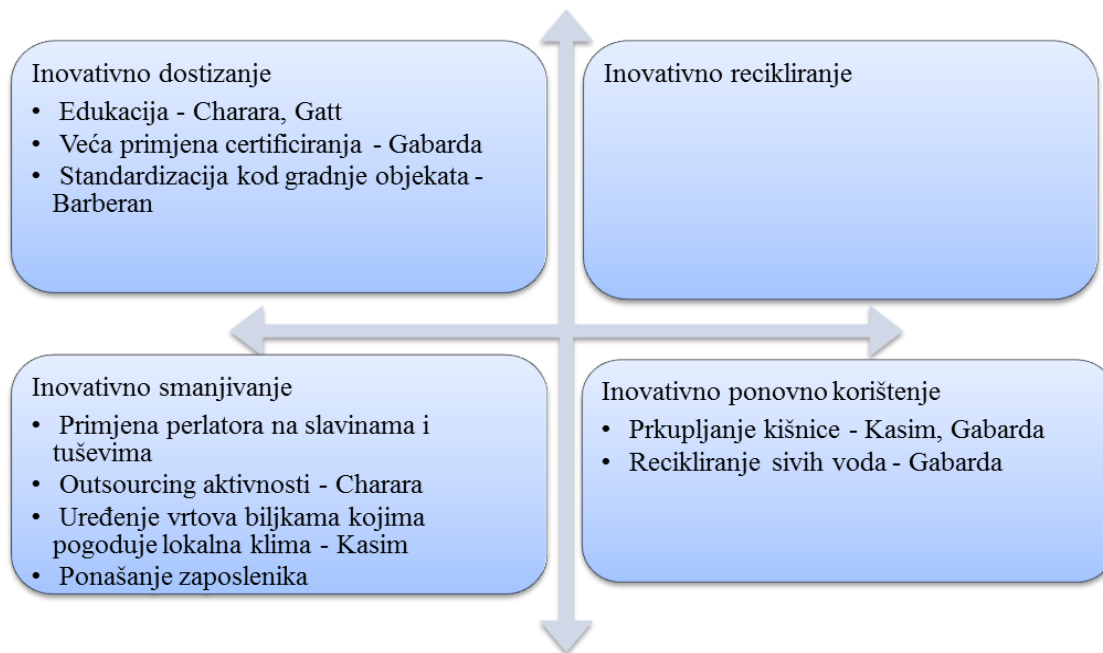 Inovativno dostizanje
• Edukacija - Charara, Gatt
• Veća primjena certificiranja - Gabarda
• Standardizacija kod gradnje objekata -
Barberan
Inovativno recikliranje
Inovativno smanjivanje
• Primjena perlatora na slavinama i
tuševima
• Outsourcing aktivnosti - Charara
• Uređenje vrtova biljkama kojima
pogoduje lokalna klima - Kasim
• Ponašanje zaposlenika
Inovativno ponovno korištenje
• Prkupljanje kišnice - Kasim, Gabarda
• Recikliranje sivih voda - Gabarda